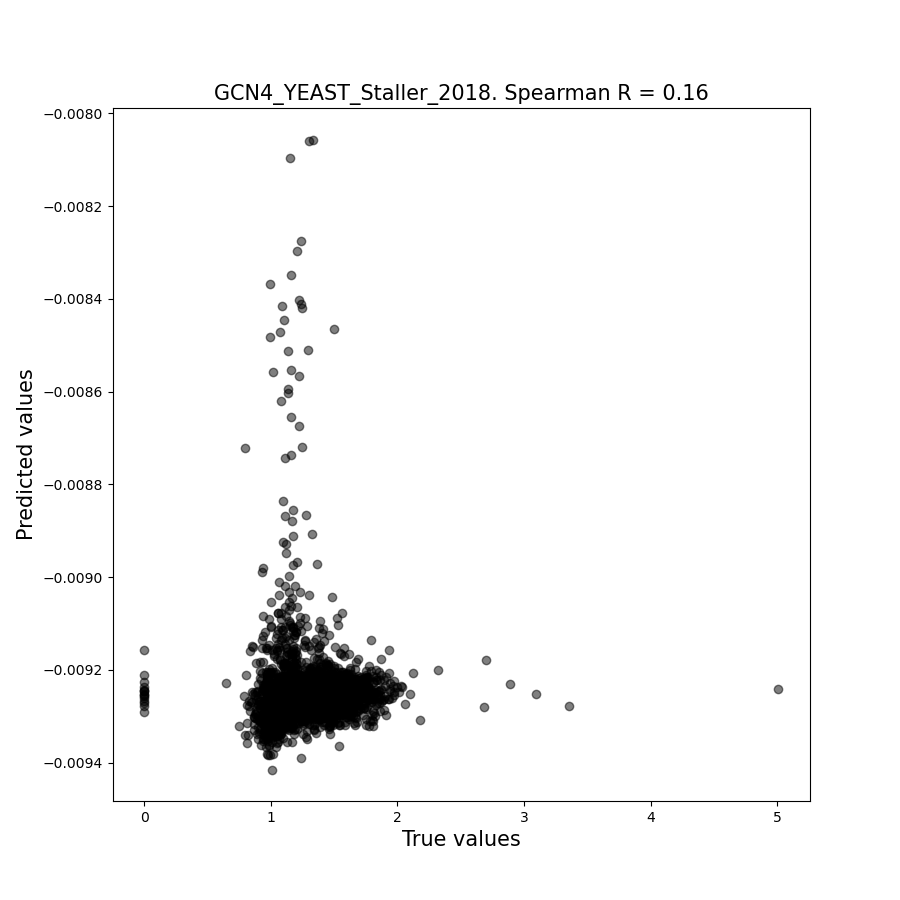 GCN4_YEAST_Staller_2018. Spearman R = 0.16
−0.0080
−0.0082
−0.0084
−0.0086
−0.0088
−0.0090
−0.0092
−0.0094
Predicted values
0 1 2 3 4 5
True values